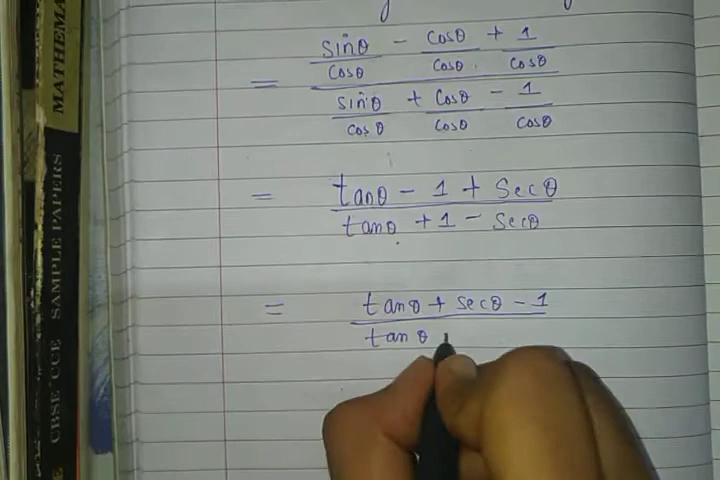 sinθ/cosθ - cosθ/cosθ + 1/cosθ
=
sinθ/cosθ + cosθ/cosθ - 1/cosθ
= tanθ - 1 + secθ
tanθ + 1 - secθ
= tanθ + secθ - 1
tanθ
MATHEMA
CBSE CCE SAMPLE PAPERS